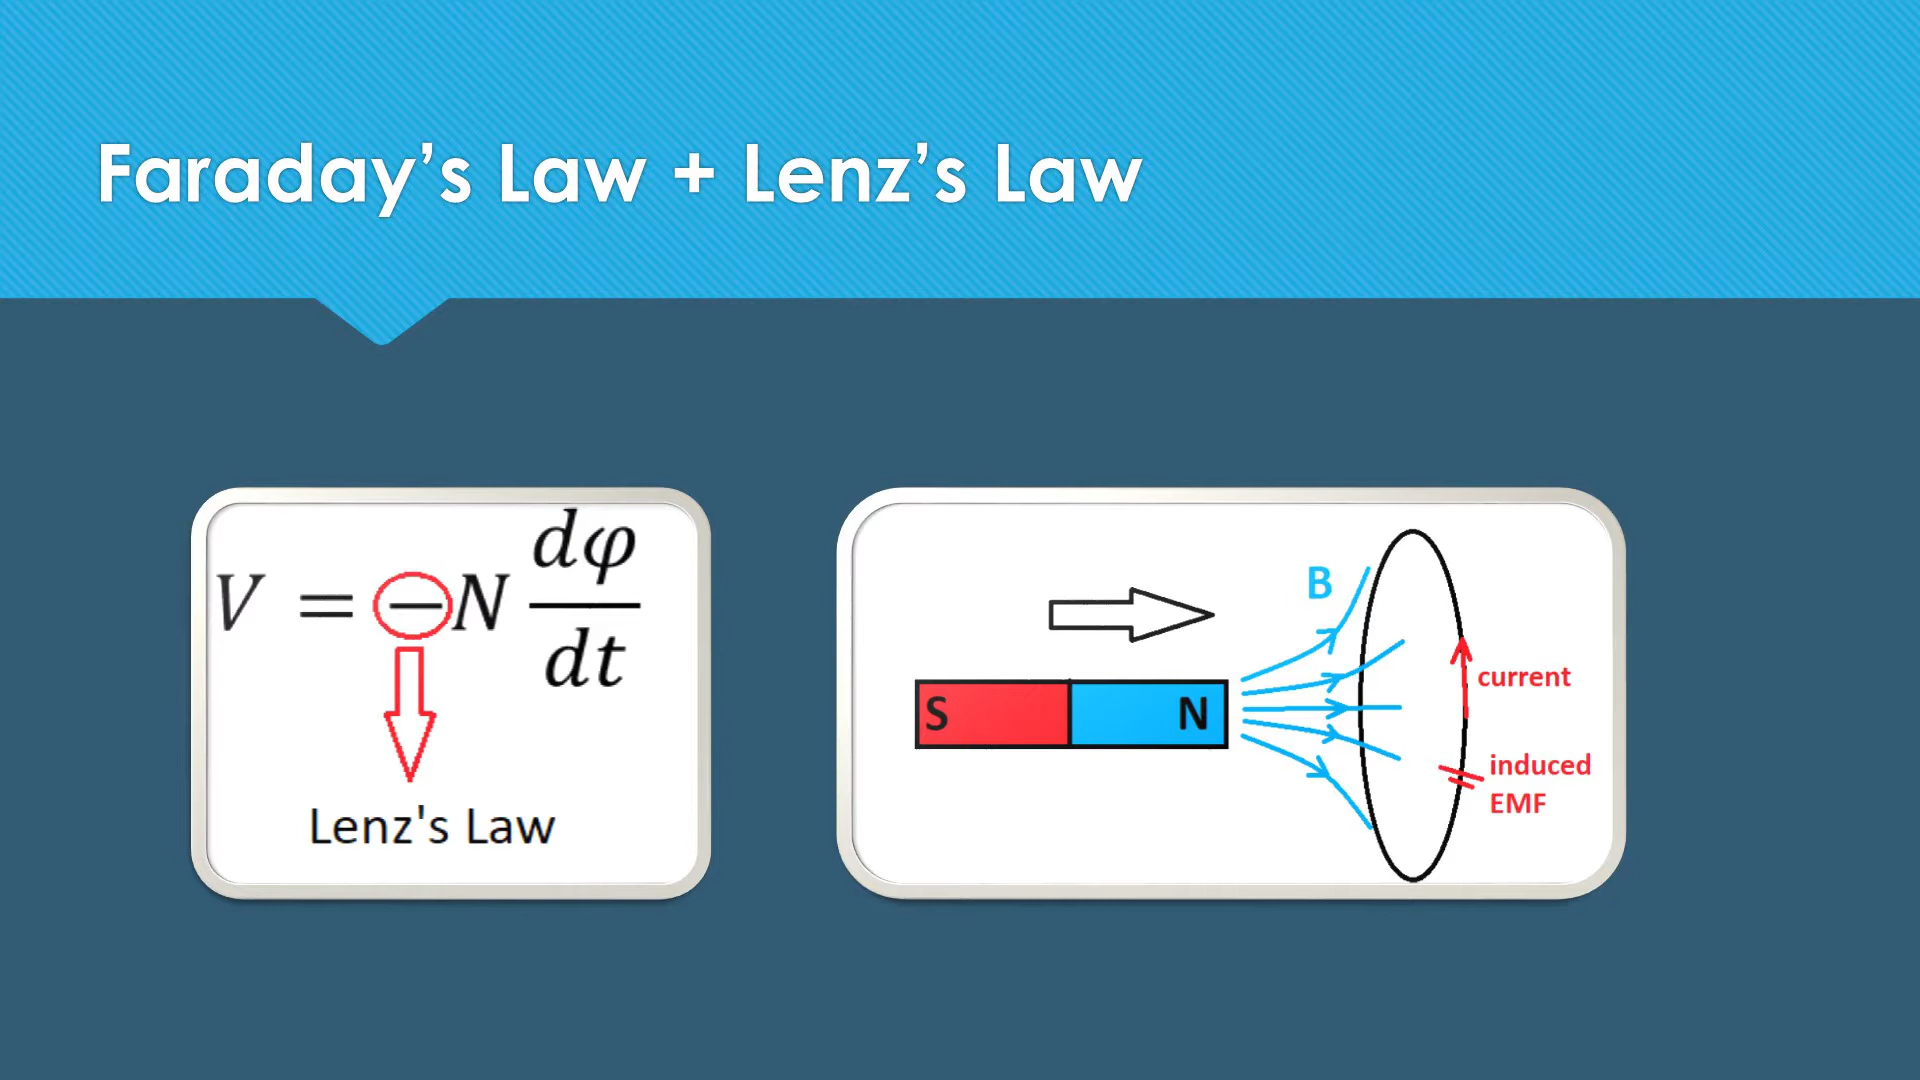 Faraday’s Law + Lenz’s Law
V = −N dφ/dt
Lenz's Law
B
S N
current
induced
EMF